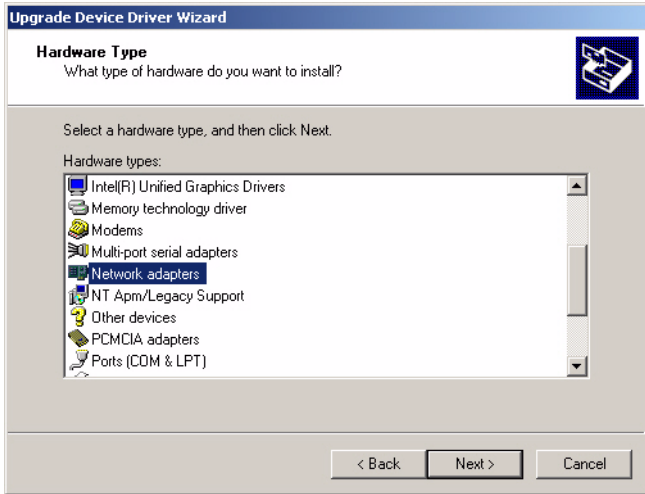 Upgrade Device Driver Wizard
Hardware Type
What type of hardware do you want to install?
Select a hardware type, and then click Next.
Hardware types:
Intel(R) Unified Graphics Drivers
Memory technology driver
Modems
Multi-port serial adapters
Network adapters
NT Apm/Legacy Support
Other devices
PCMCIA adapters
Ports (COM & LPT)
< Back Next > Cancel